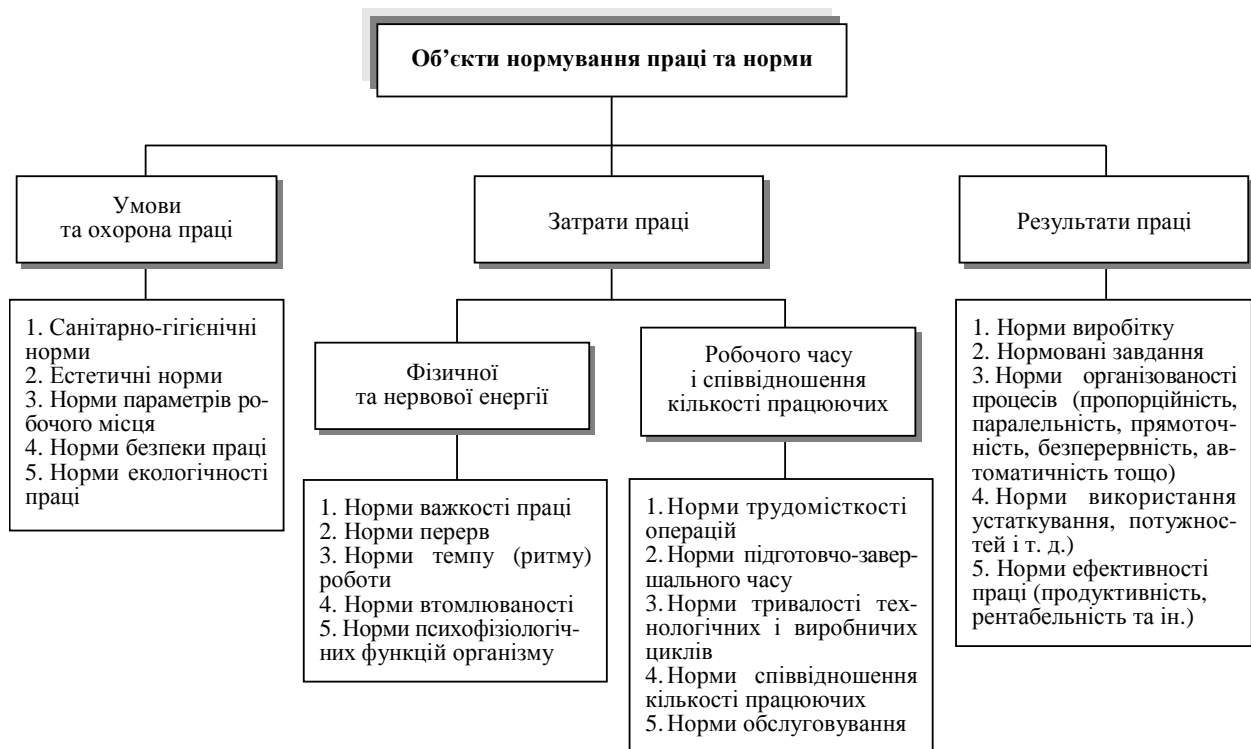 Об’єкти нормування праці та норми
Умови
та охорона праці
Затрати праці
Результати праці
1. Санітарно-гігієнічні
норми
2. Естетичні норми
3. Норми параметрів ро-
бочого місця
4. Норми безпеки праці
5. Норми екологічності
праці
Фізичної
та нервової енергії
Робочого часу
і співвідношення
кількості працюючих
1. Норми виробітку
2. Нормовані завдання
3. Норми організованості
процесів (пропорційність,
паралельність, прямоточ-
ність, безперервність, ав-
томатичність тощо)
4. Норми використання
устаткування, потужнос-
тей і т. д.)
5. Норми ефективності
праці (продуктивність,
рентабельність та ін.)
1. Норми важкості праці
2. Норми перерв
3. Норми темпу (ритму)
роботи
4. Норми втомлюваності
5. Норми психофізіологіч-
них функцій організму
1. Норми трудомісткості
операцій
2. Норми підготовчо-завер-
шального часу
3. Норми тривалості тех-
нологічних і виробничих
циклів
4. Норми співвідношення
кількості працюючих
5. Норми обслуговування